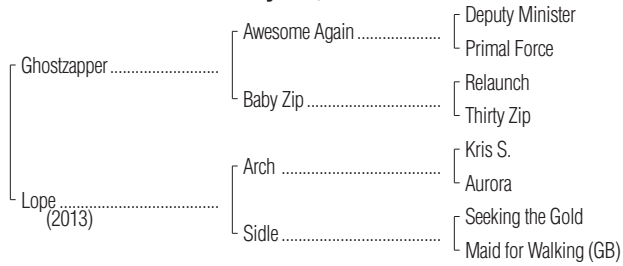 Deputy Minister
Awesome Again
Primal Force
Ghostzapper
Relaunch
Baby Zip
Thirty Zip
Kris S.
Arch
Aurora
Lope
(2013)
Seeking the Gold
Sidle
Maid for Walking (GB)